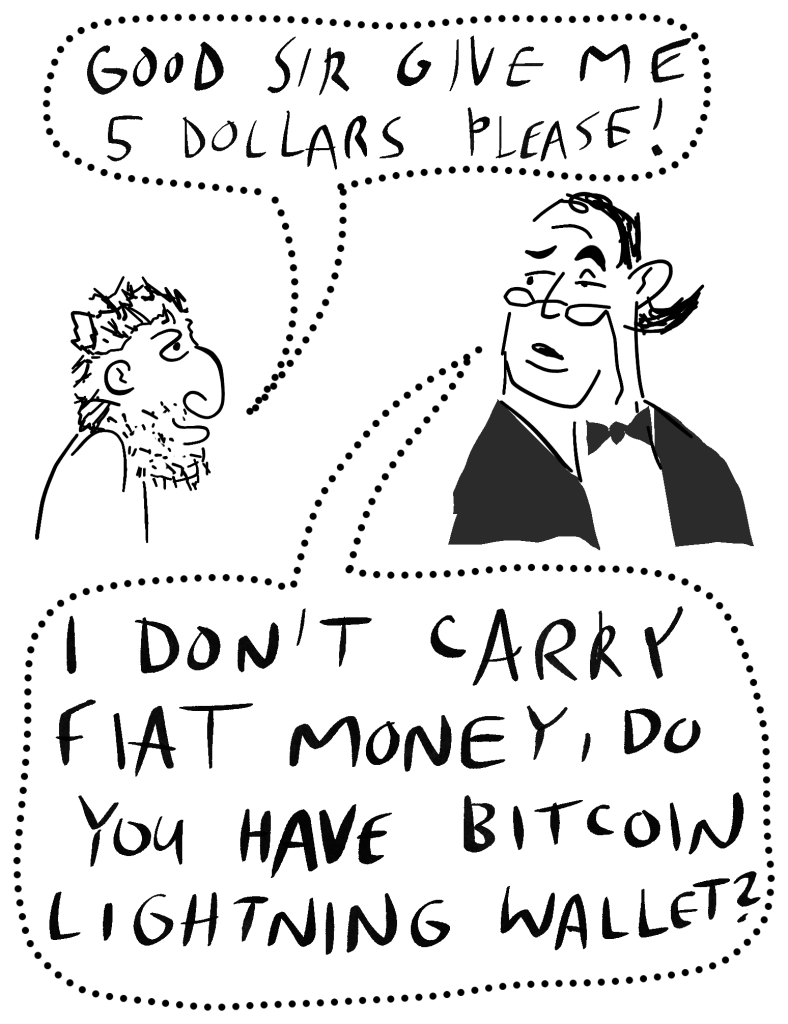 GOOD SIR GIVE ME
5 DOLLARS PLEASE!
I DON'T CARRY
FIAT MONEY, DO
YOU HAVE BITCOIN
LIGHTNING WALLET?